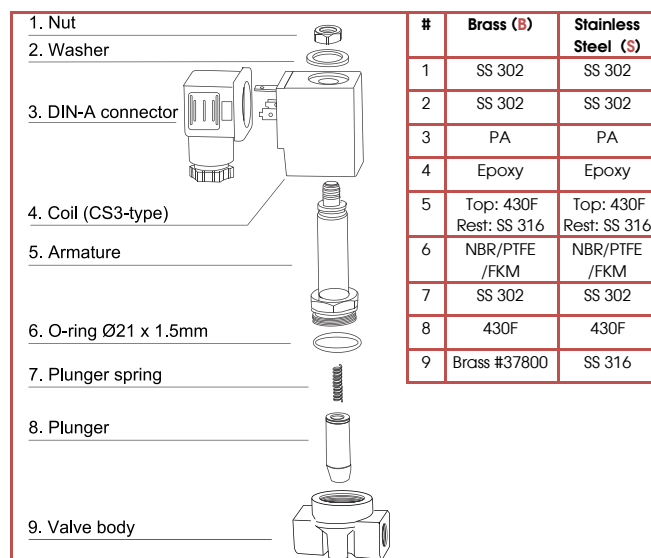 1. Nut
2. Washer
3. DIN-A connector
4. Coil (CS3-type)
5. Armature
6. O-ring Ø21 x 1.5mm
7. Plunger spring
8. Plunger
9. Valve body
# Brass (B) Stainless
Steel (S)
1 SS 302 SS 302
2 SS 302 SS 302
3 PA PA
4 Epoxy Epoxy
5 Top: 430F Top: 430F
Rest: SS 316 Rest: SS 316
6 NBR/PTFE NBR/PTFE
/FKM /FKM
7 SS 302 SS 302
8 430F 430F
9 Brass #37800 SS 316